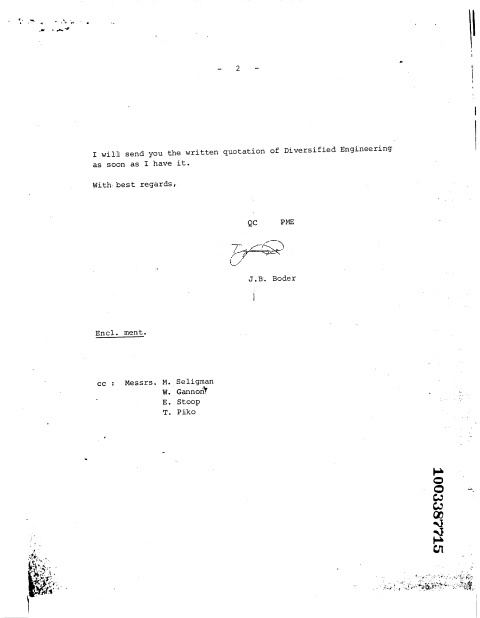 - 2 -
I will send you the written quotation of Diversified Engineering
as soon as I have it.
With best regards,
QC PME
J.B. Boder
Encl. ment.
cc : Messrs. M. Seligman
W. Gannon
E. Stoop
T. Piko
1003387715